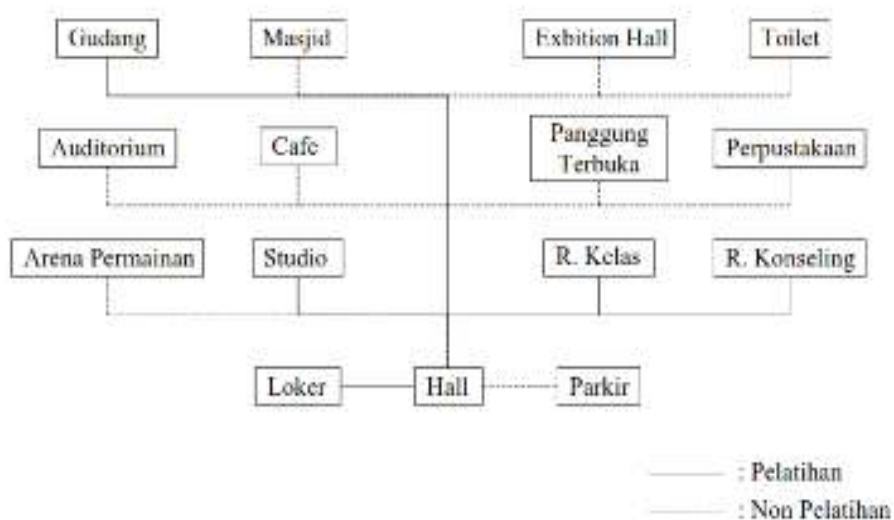 Gudang
Masjid
Exbition Hall
Toilet
Auditorium
Cafe
Panggung
Terbuka
Perpustakaan
Arena Permainan
Studio
R. Kelas
R. Konseling
Loker
Hall
Parkir
: Pelatihan
: Non Pelatihan